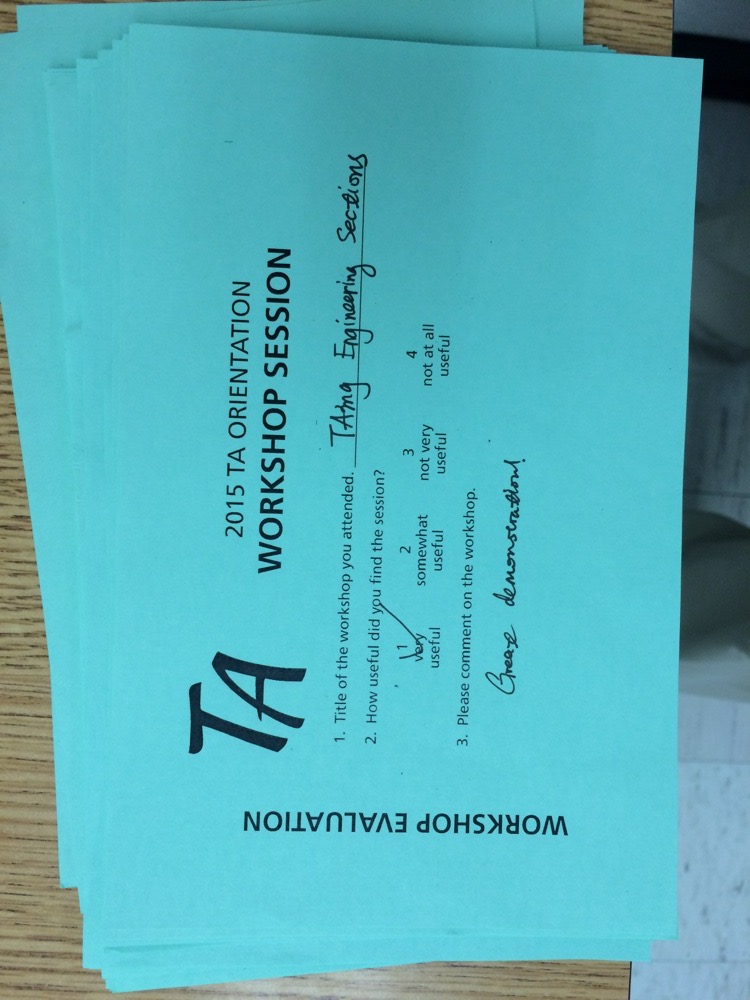 TA
2015 TA ORIENTATION
WORKSHOP SESSION
1. Title of the workshop you attended. TAing Engineering Sections
2. How useful did you find the session?
1 2 3 4
very somewhat not very not at all
useful useful useful useful
3. Please comment on the workshop.
Great demonstration!
WORKSHOP EVALUATION